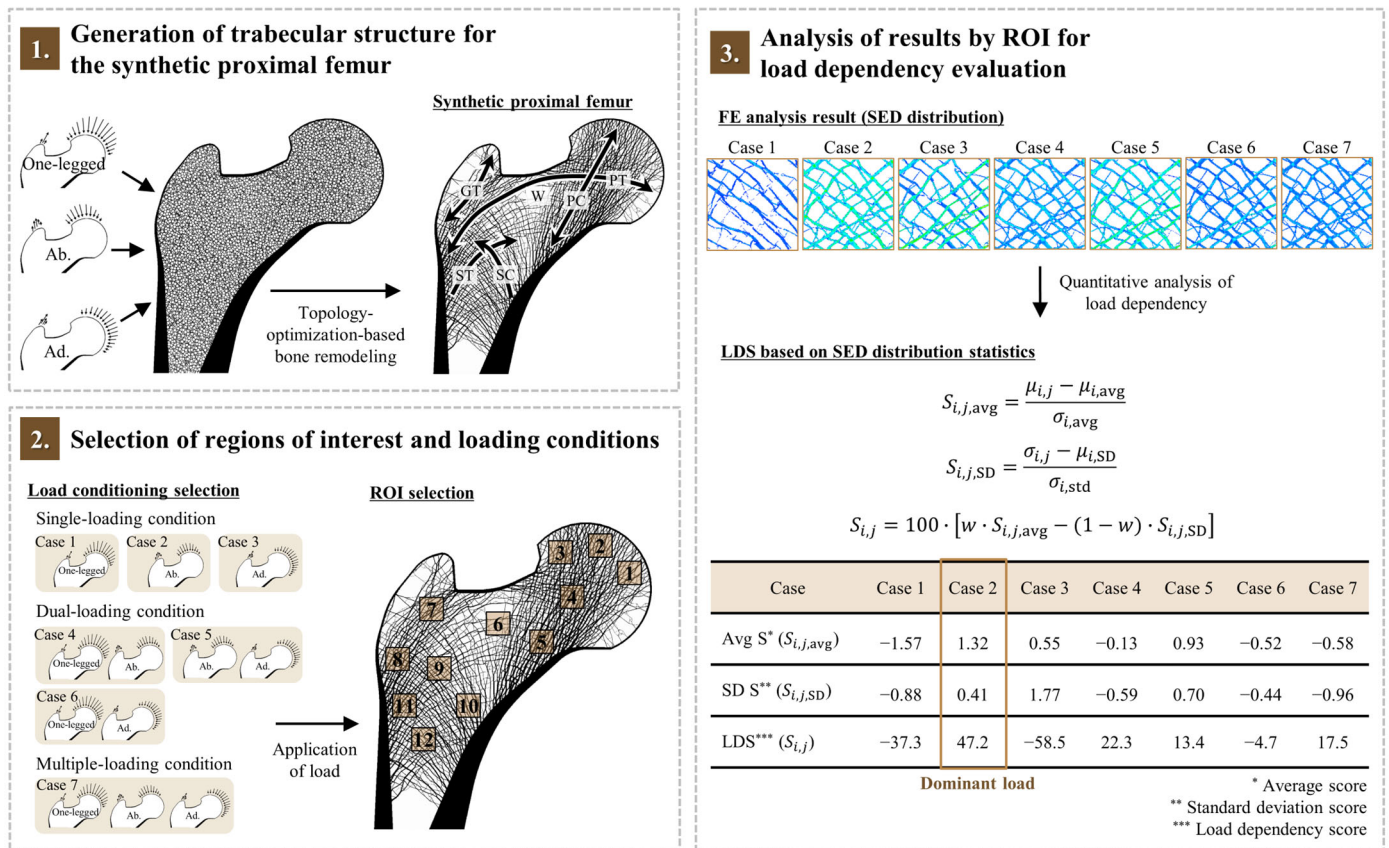 1.
Generation of trabecular structure for
the synthetic proximal femur
One-legged
Ab.
Ad.
Topology-
optimization-based
bone remodeling
Synthetic proximal femur
GT
W
PT
PC
ST
SC
2.
Selection of regions of interest and loading conditions
Load conditioning selection
Single-loading condition
Case 1
One-legged
Case 2
Ab.
Case 3
Ad.
Dual-loading condition
Case 4
One-legged
Ab.
Case 5
Ab.
Ad.
Case 6
One-legged
Ad.
Multiple-loading condition
Case 7
One-legged
Ab.
Ad.
Application
of load
ROI selection
1
2
3
4
5
6
7
8
9
10
11
12
3.
Analysis of results by ROI for
load dependency evaluation
FE analysis result (SED distribution)
Case 1 Case 2 Case 3 Case 4 Case 5 Case 6 Case 7
Quantitative analysis of
load dependency
LDS based on SED distribution statistics
S_{i,j,avg} = \frac{μ_{i,j} − μ_{i,avg}}{σ_{i,avg}}
S_{i,j,SD} = \frac{σ_{i,j} − μ_{i,SD}}{σ_{i,std}}
S_{i,j} = 100 · [w · S_{i,j,avg} − (1 − w) · S_{i,j,SD}]
Case Case 1 Case 2 Case 3 Case 4 Case 5 Case 6 Case 7
Avg S* (S_{i,j,avg}) −1.57 1.32 0.55 −0.13 0.93 −0.52 −0.58
SD S** (S_{i,j,SD}) −0.88 0.41 1.77 −0.59 0.70 −0.44 −0.96
LDS*** (S_{i,j}) −37.3 47.2 −58.5 22.3 13.4 −4.7 17.5
Dominant load
* Average score
** Standard deviation score
*** Load dependency score